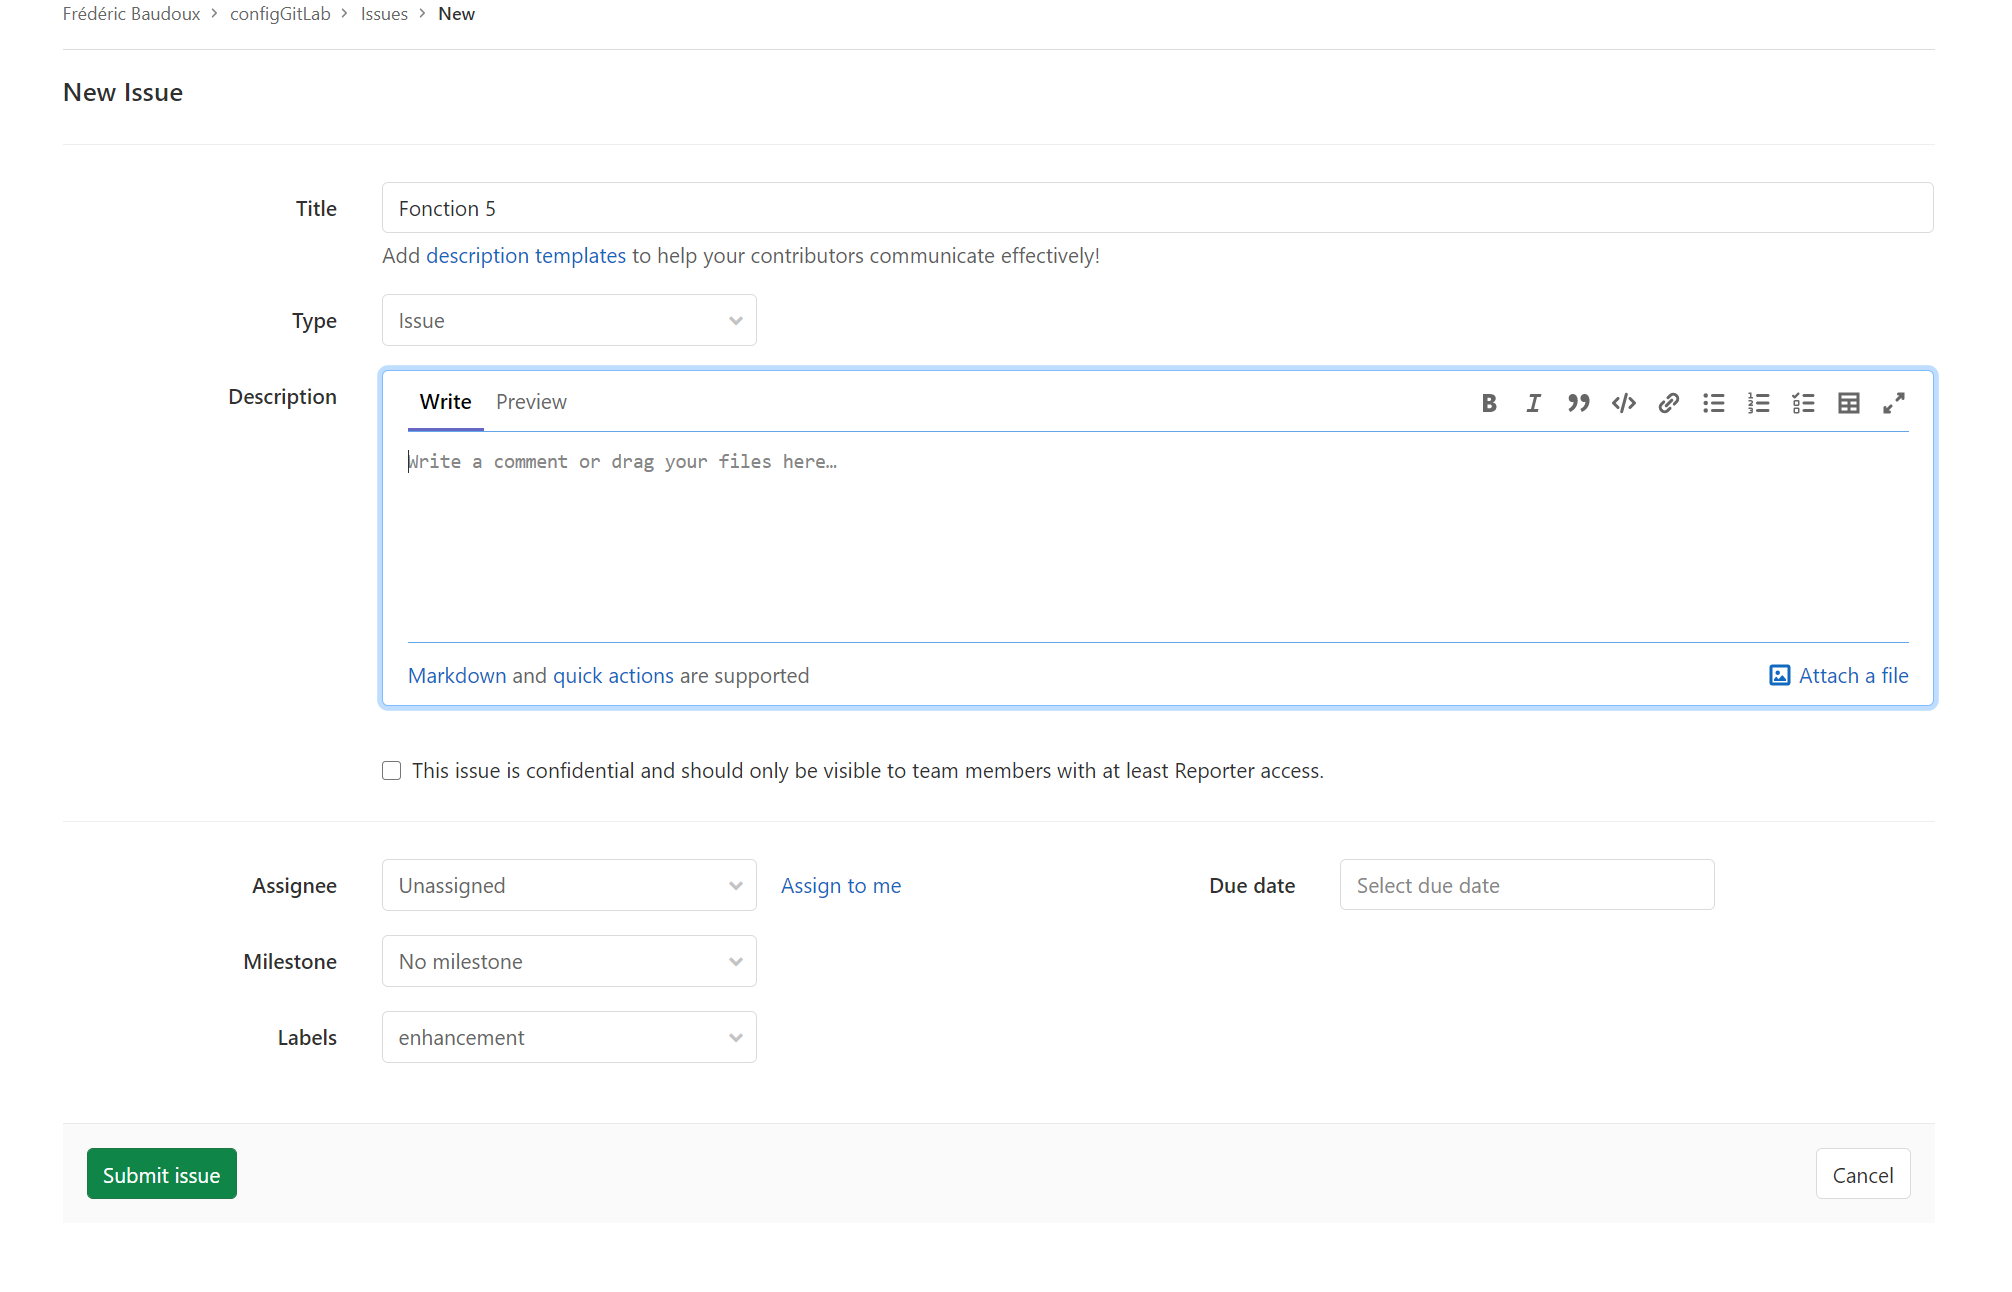 Frédéric Baudoux > configGitLab > Issues > New
New Issue
Title
Fonction 5
Add description templates to help your contributors communicate effectively!
Type
Issue
Description
Write Preview
Write a comment or drag your files here…
Markdown and quick actions are supported
Attach a file
This issue is confidential and should only be visible to team members with at least Reporter access.
Assignee
Unassigned
Assign to me
Due date
Select due date
Milestone
No milestone
Labels
enhancement
Submit issue
Cancel